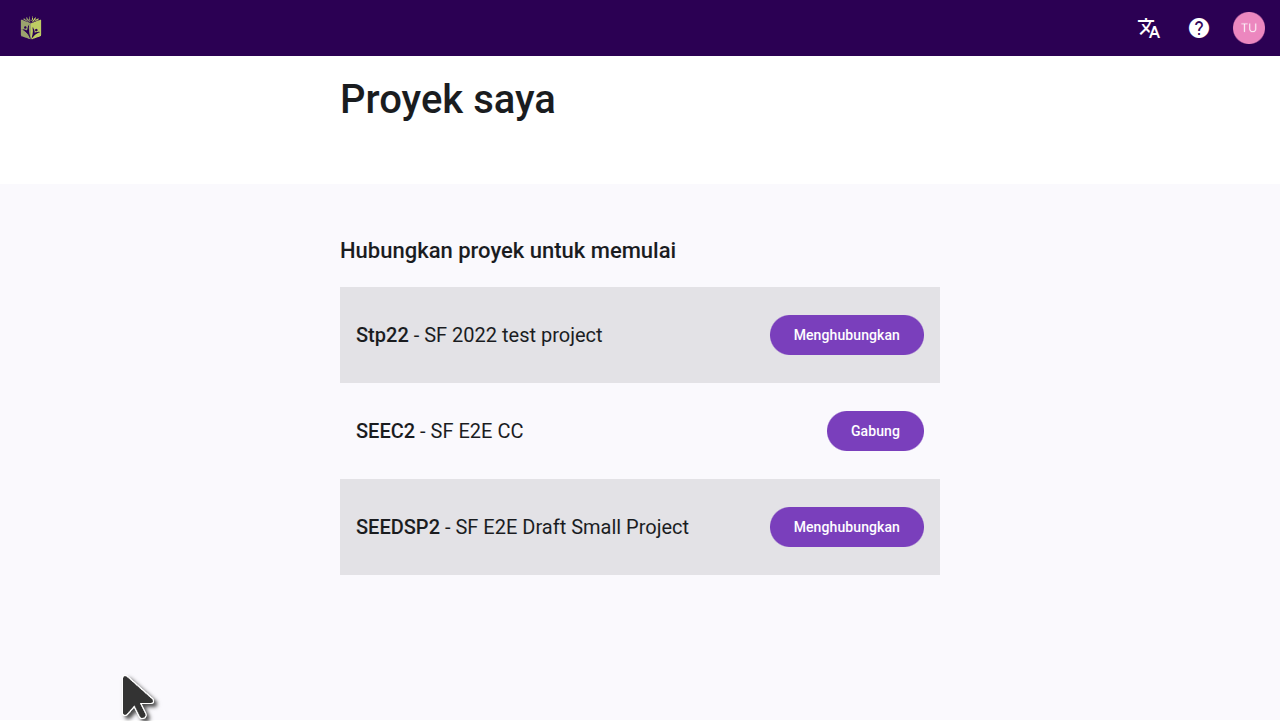 TU
Proyek saya
Hubungkan proyek untuk memulai
Stp22 - SF 2022 test project
Menghubungkan
SEEC2 - SF E2E CC
Gabung
SEEDSP2 - SF E2E Draft Small Project
Menghubungkan